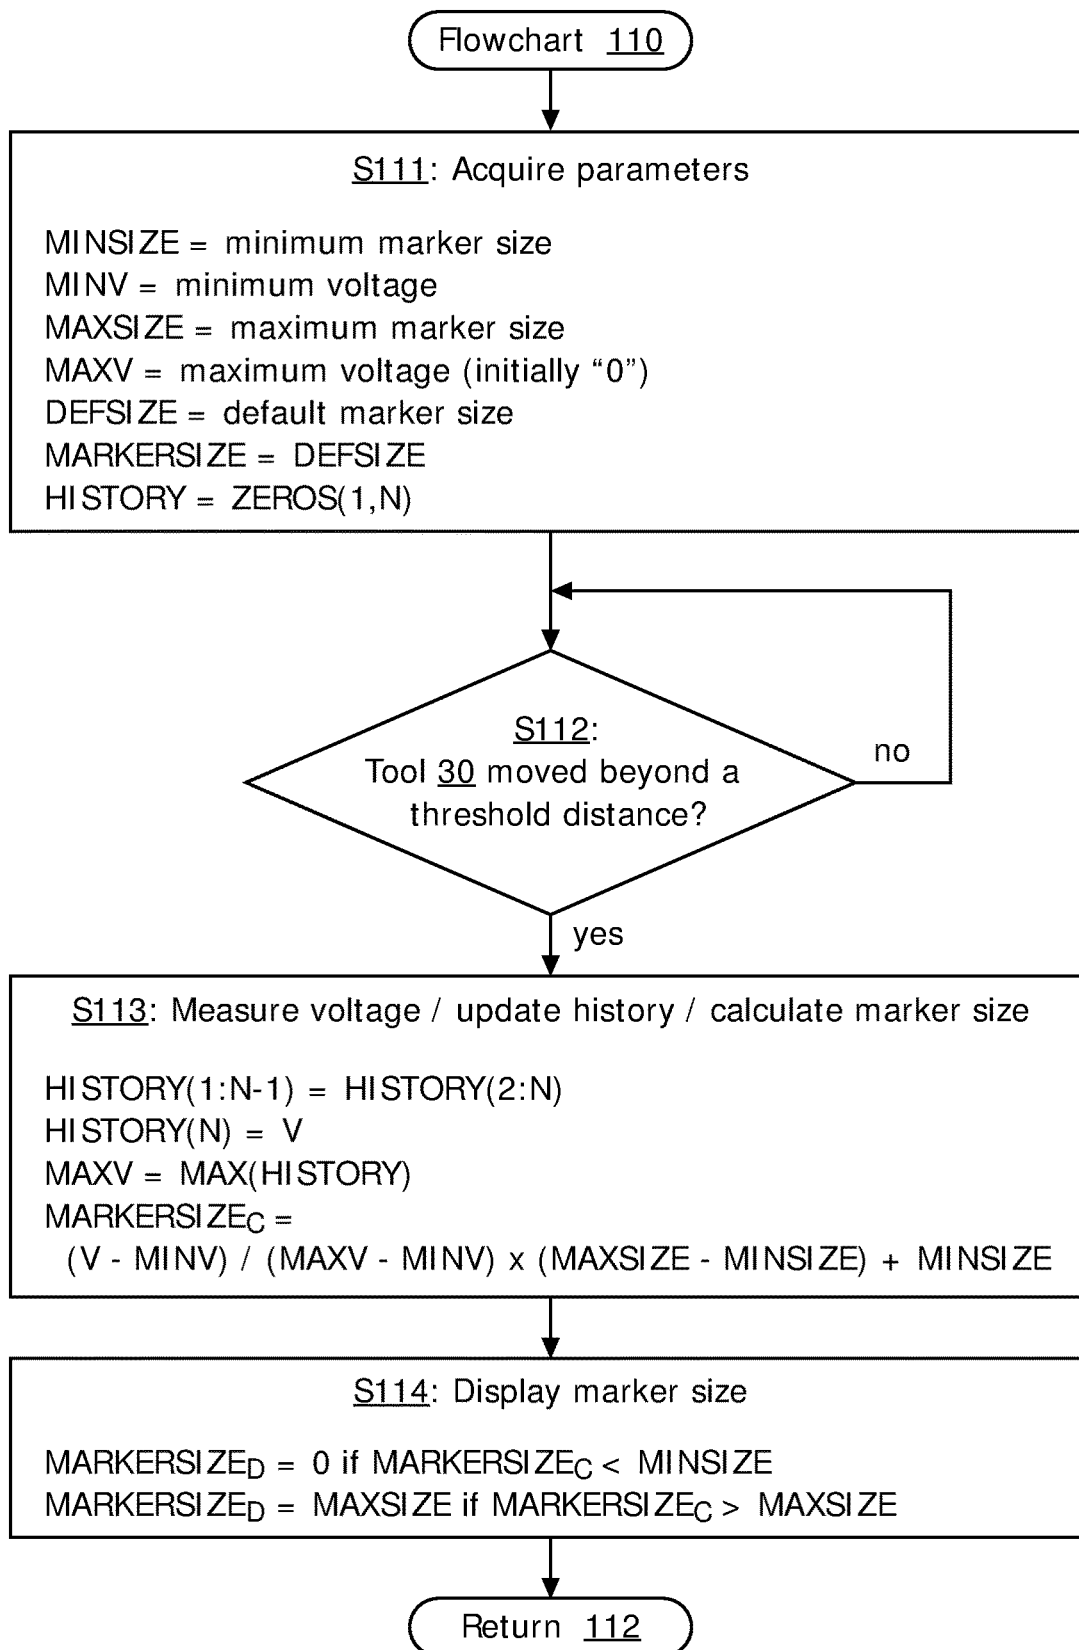 Flowchart 110
S111: Acquire parameters
MINSIZE = minimum marker size
MINV = minimum voltage
MAXSIZE = maximum marker size
MAXV = maximum voltage (initially “0”)
DEFSIZE = default marker size
MARKERSIZE = DEFSIZE
HISTORY = ZEROS(1,N)
S112:
Tool 30 moved beyond a
threshold distance?
no
yes
S113: Measure voltage / update history / calculate marker size
HISTORY(1:N-1) = HISTORY(2:N)
HISTORY(N) = V
MAXV = MAX(HISTORY)
MARKERSIZEC =
(V - MINV) / (MAXV - MINV) x (MAXSIZE - MINSIZE) + MINSIZE
S114: Display marker size
MARKERSIZED = 0 if MARKERSIZEC < MINSIZE
MARKERSIZED = MAXSIZE if MARKERSIZEC > MAXSIZE
Return 112